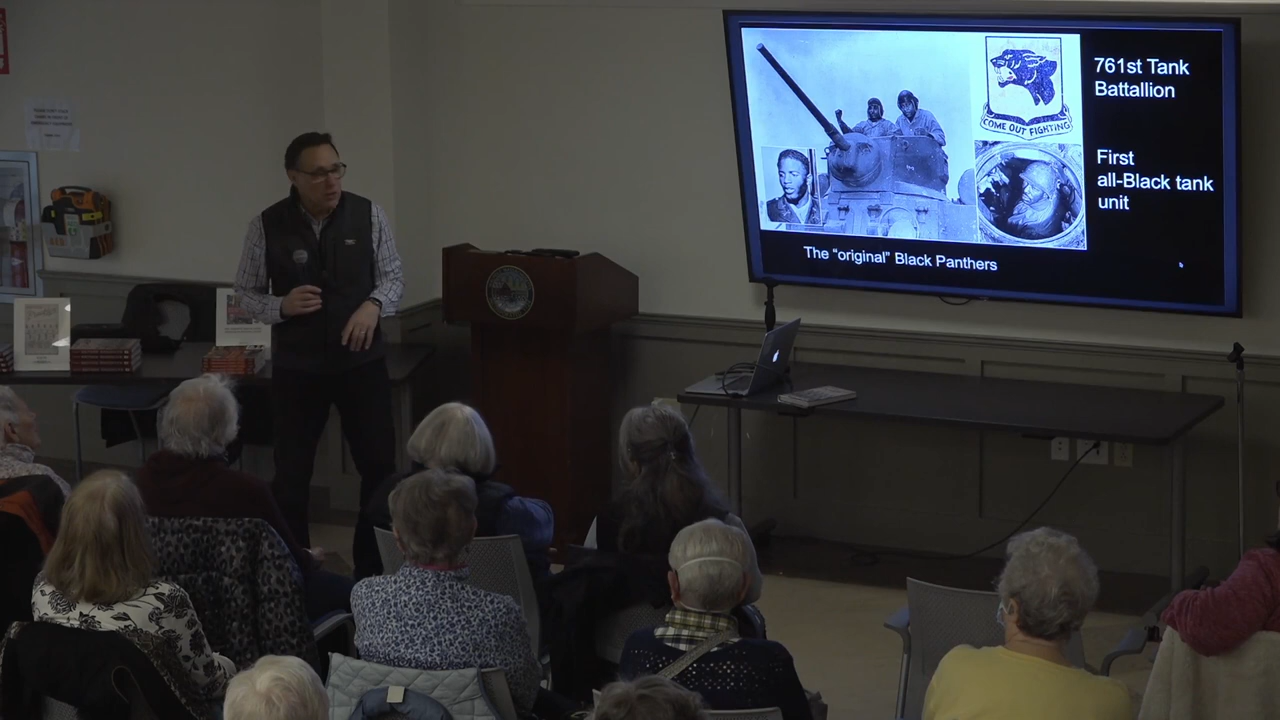 761st Tank
Battalion
COME OUT FIGHTING
First
all-Black tank
unit
The "original" Black Panthers